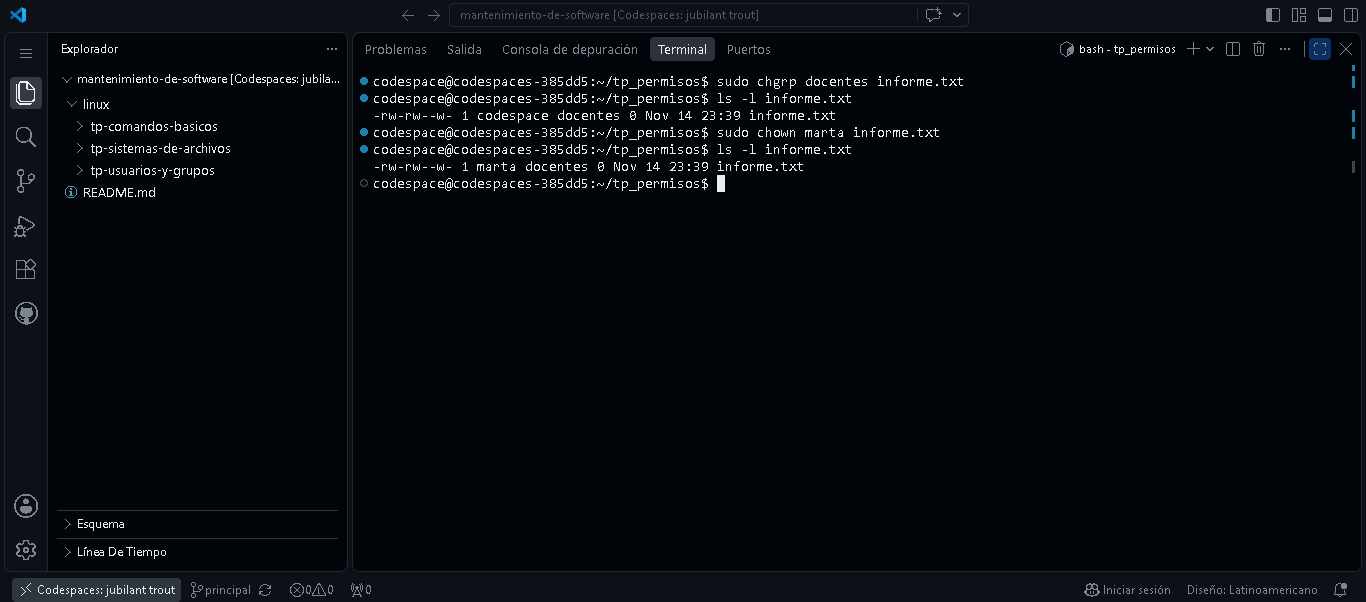 mantenimiento-de-software [Codespaces: jubilant trout]
Explorador
mantenimiento-de-software [Codespaces: jubila...
linux
tp-comandos-basicos
tp-sistemas-de-archivos
tp-usuarios-y-grupos
README.md
Esquema
Línea De Tiempo
Problemas Salida Consola de depuración Terminal Puertos
bash - tp_permisos
codespace@codespaces-385dd5:~/tp_permisos$ sudo chgrp docentes informe.txt
codespace@codespaces-385dd5:~/tp_permisos$ ls -l informe.txt
-rw-rw--w- 1 codespace docentes 0 Nov 14 23:39 informe.txt
codespace@codespaces-385dd5:~/tp_permisos$ sudo chown marta informe.txt
codespace@codespaces-385dd5:~/tp_permisos$ ls -l informe.txt
-rw-rw--w- 1 marta docentes 0 Nov 14 23:39 informe.txt
codespace@codespaces-385dd5:~/tp_permisos$
Codespaces: jubilant trout principal 0 0 0 Iniciar sesión Diseño: Latinoamericano